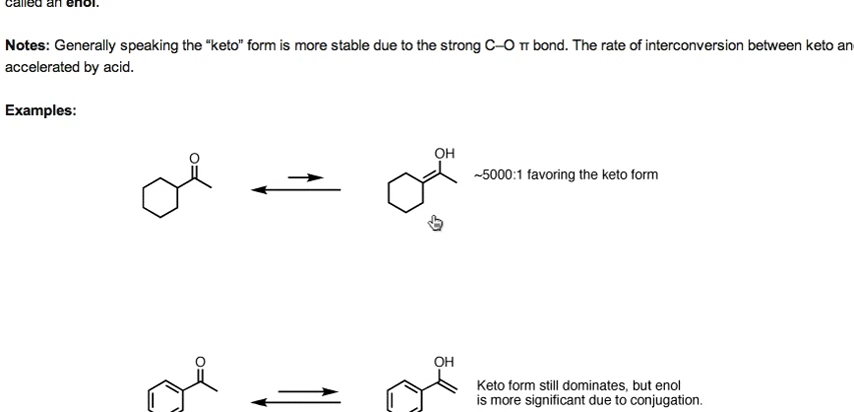 called an enol.
Notes: Generally speaking the "keto" form is more stable due to the strong C–O π bond. The rate of interconversion between keto an
accelerated by acid.
Examples:
O
OH
~5000:1 favoring the keto form
O
OH
Keto form still dominates, but enol
is more significant due to conjugation.